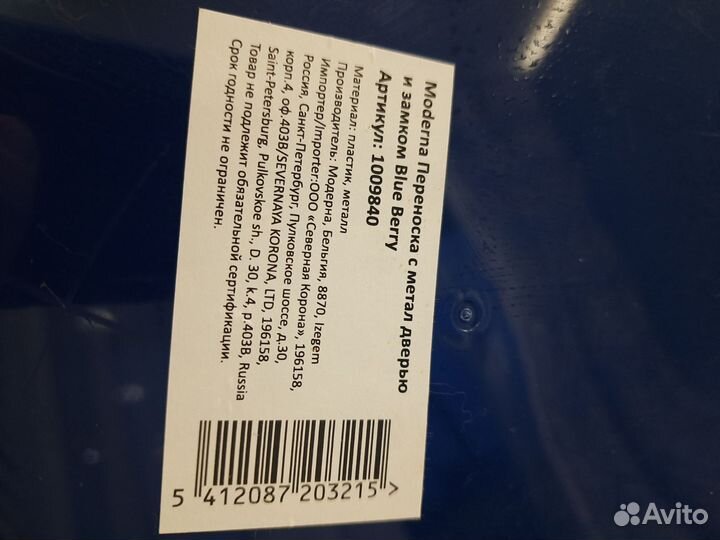 Moderna Переноска с метал дверью
и замком Blue Berry
Артикул: 1009840
Материал: пластик, металл
Производитель: Модерна, Бельгия, 8870, Izegem
Импортер/Importer:ООО «Северная Корона», 196158,
Россия, Санкт-Петербург, Пулковское шоссе, д.30,
корп.4, оф.403В/SEVERNAYA KORONA, LTD, 196158,
Saint-Petersburg, Pulkovskoe sh., D. 30, k.4, p.403B, Russia
Товар не подлежит обязательной сертификации.
Срок годности не ограничен.
5 412087 203215 >
Avito